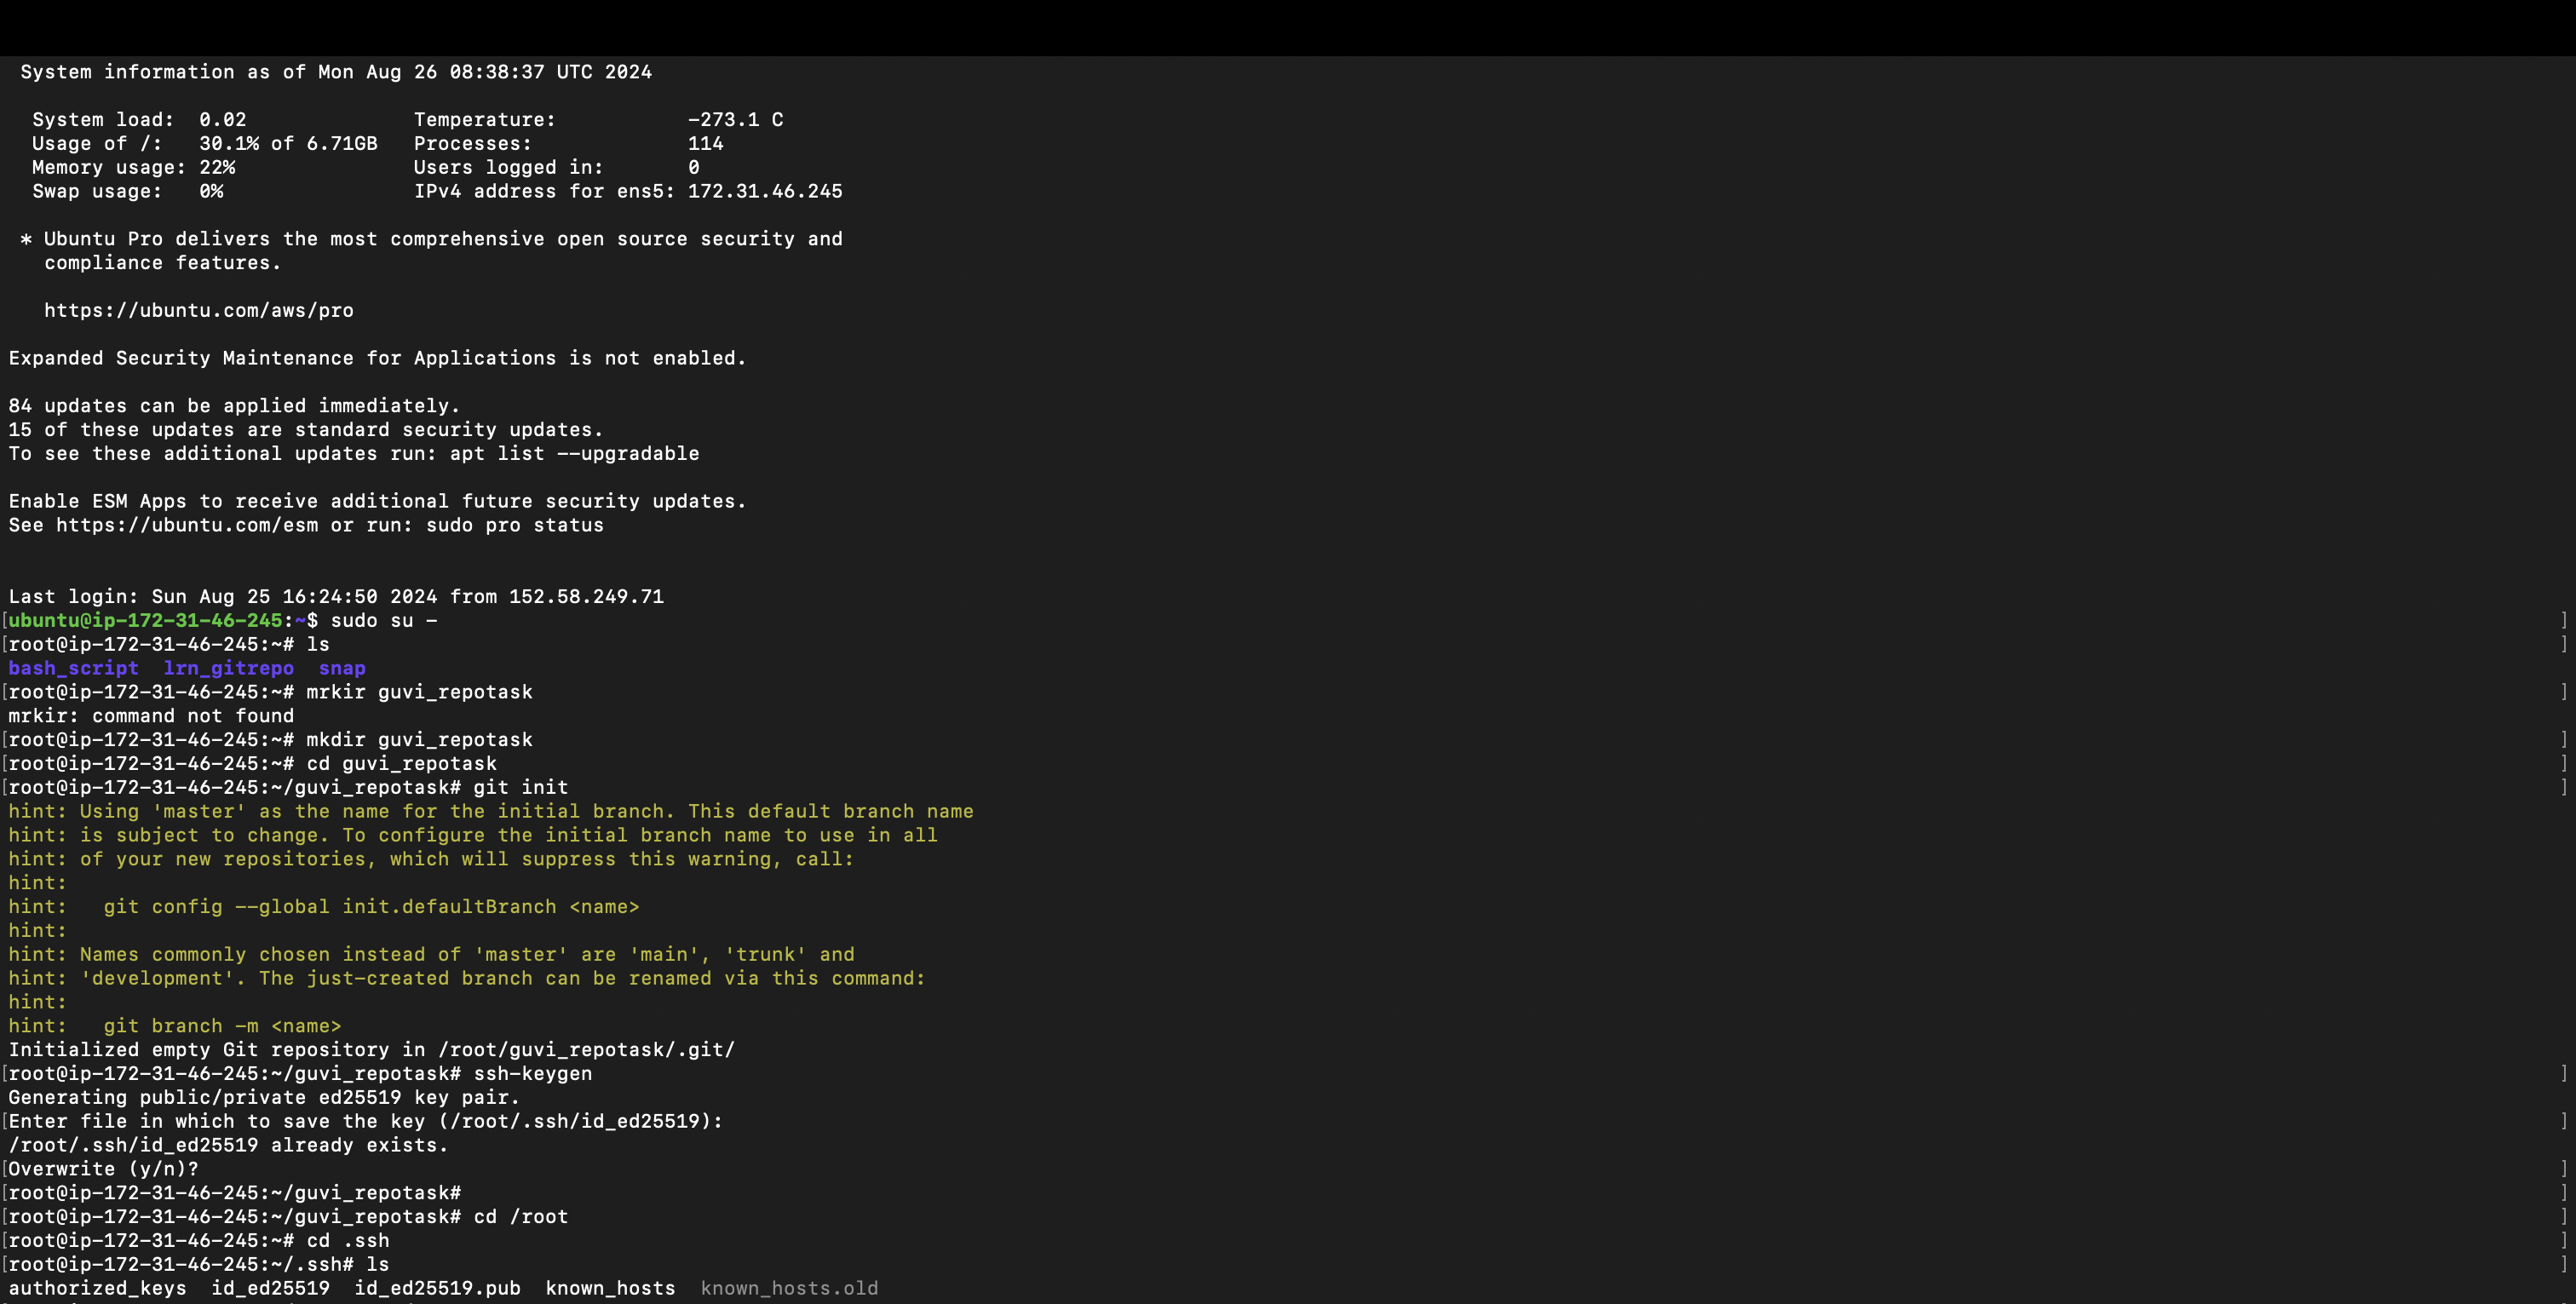 System information as of Mon Aug 26 08:38:37 UTC 2024
System load:  0.02              Temperature:           -273.1 C
Usage of /:   30.1% of 6.71GB   Processes:             114
Memory usage: 22%               Users logged in:       0
Swap usage:   0%                IPv4 address for ens5: 172.31.46.245
* Ubuntu Pro delivers the most comprehensive open source security and
compliance features.
https://ubuntu.com/aws/pro
Expanded Security Maintenance for Applications is not enabled.
84 updates can be applied immediately.
15 of these updates are standard security updates.
To see these additional updates run: apt list --upgradable
Enable ESM Apps to receive additional future security updates.
See https://ubuntu.com/esm or run: sudo pro status
Last login: Sun Aug 25 16:24:50 2024 from 152.58.249.71
[ubuntu@ip-172-31-46-245:~$ sudo su - ]
[root@ip-172-31-46-245:~# ls ]
bash_script  lrn_gitrepo  snap
[root@ip-172-31-46-245:~# mrkir guvi_repotask ]
mrkir: command not found
[root@ip-172-31-46-245:~# mkdir guvi_repotask ]
[root@ip-172-31-46-245:~# cd guvi_repotask ]
[root@ip-172-31-46-245:~/guvi_repotask# git init ]
hint: Using 'master' as the name for the initial branch. This default branch name
hint: is subject to change. To configure the initial branch name to use in all
hint: of your new repositories, which will suppress this warning, call:
hint:
hint:   git config --global init.defaultBranch <name>
hint:
hint: Names commonly chosen instead of 'master' are 'main', 'trunk' and
hint: 'development'. The just-created branch can be renamed via this command:
hint:
hint:   git branch -m <name>
Initialized empty Git repository in /root/guvi_repotask/.git/
[root@ip-172-31-46-245:~/guvi_repotask# ssh-keygen ]
Generating public/private ed25519 key pair.
[Enter file in which to save the key (/root/.ssh/id_ed25519): ]
/root/.ssh/id_ed25519 already exists.
[Overwrite (y/n)? ]
[root@ip-172-31-46-245:~/guvi_repotask# ]
[root@ip-172-31-46-245:~/guvi_repotask# cd /root ]
[root@ip-172-31-46-245:~# cd .ssh ]
[root@ip-172-31-46-245:~/.ssh# ls ]
authorized_keys  id_ed25519  id_ed25519.pub  known_hosts  known_hosts.old